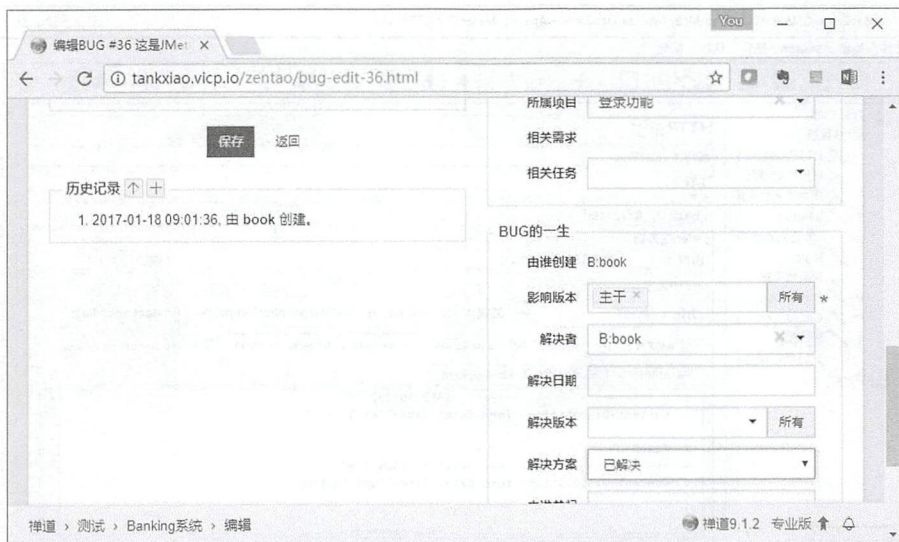 You
编辑BUG #36 这是JMet
tankxiao.vicp.io/zentao/bug-edit-36.html
所属项目 登录功能
保存 返回
相关需求
相关任务
历史记录
1. 2017-01-18 09:01:36, 由 book 创建。
BUG的一生
由谁创建 B:book
影响版本 主干 × 所有 *
解决者 B:book
解决日期
解决版本 所有
解决方案 已解决
禅道 › 测试 › Banking系统 › 编辑
禅道9.1.2 专业版